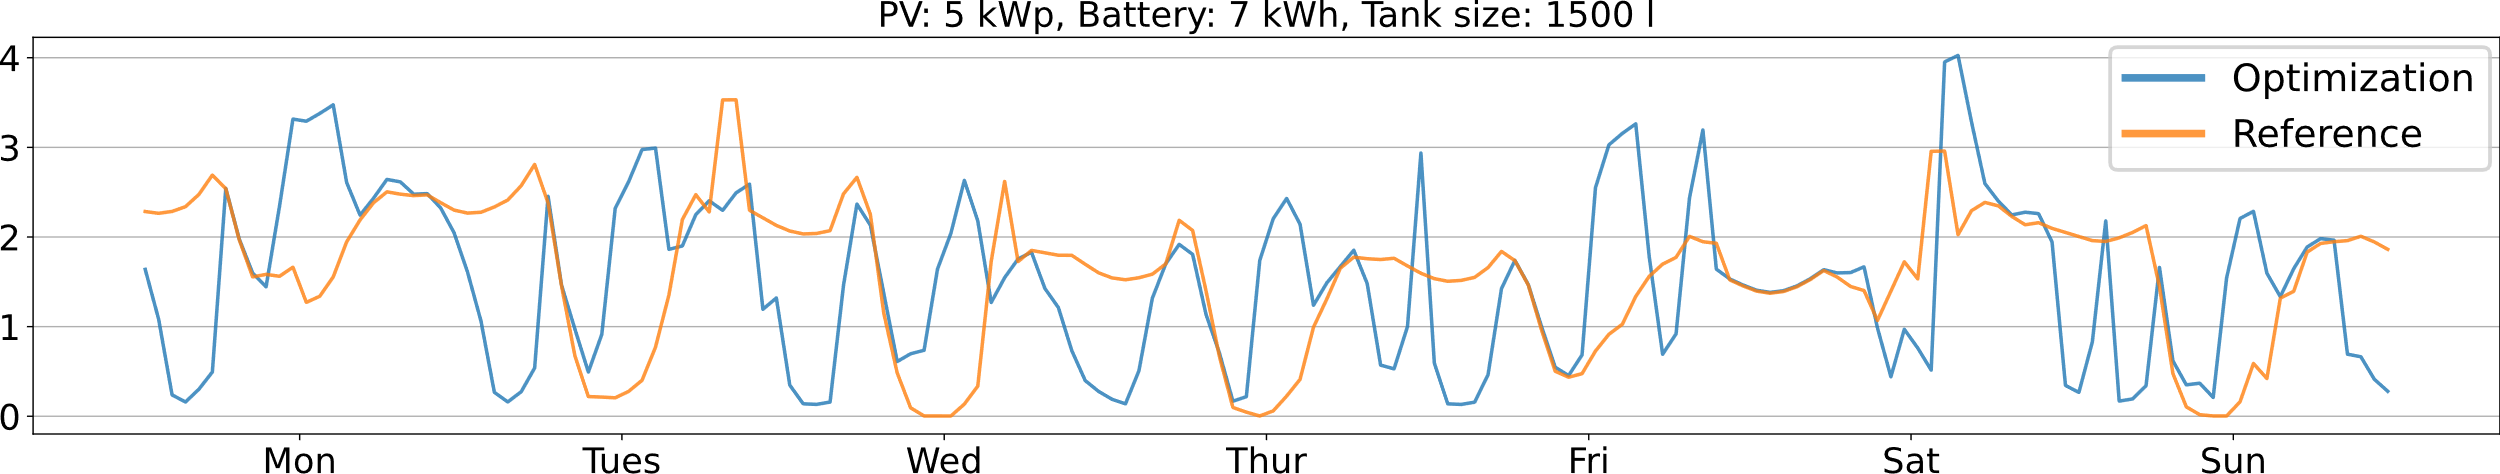 PV: 5 kWp, Battery: 7 kWh, Tank size: 1500 l
4
3
2
1
0
Optimization
Reference
Mon Tues Wed Thur Fri Sat Sun